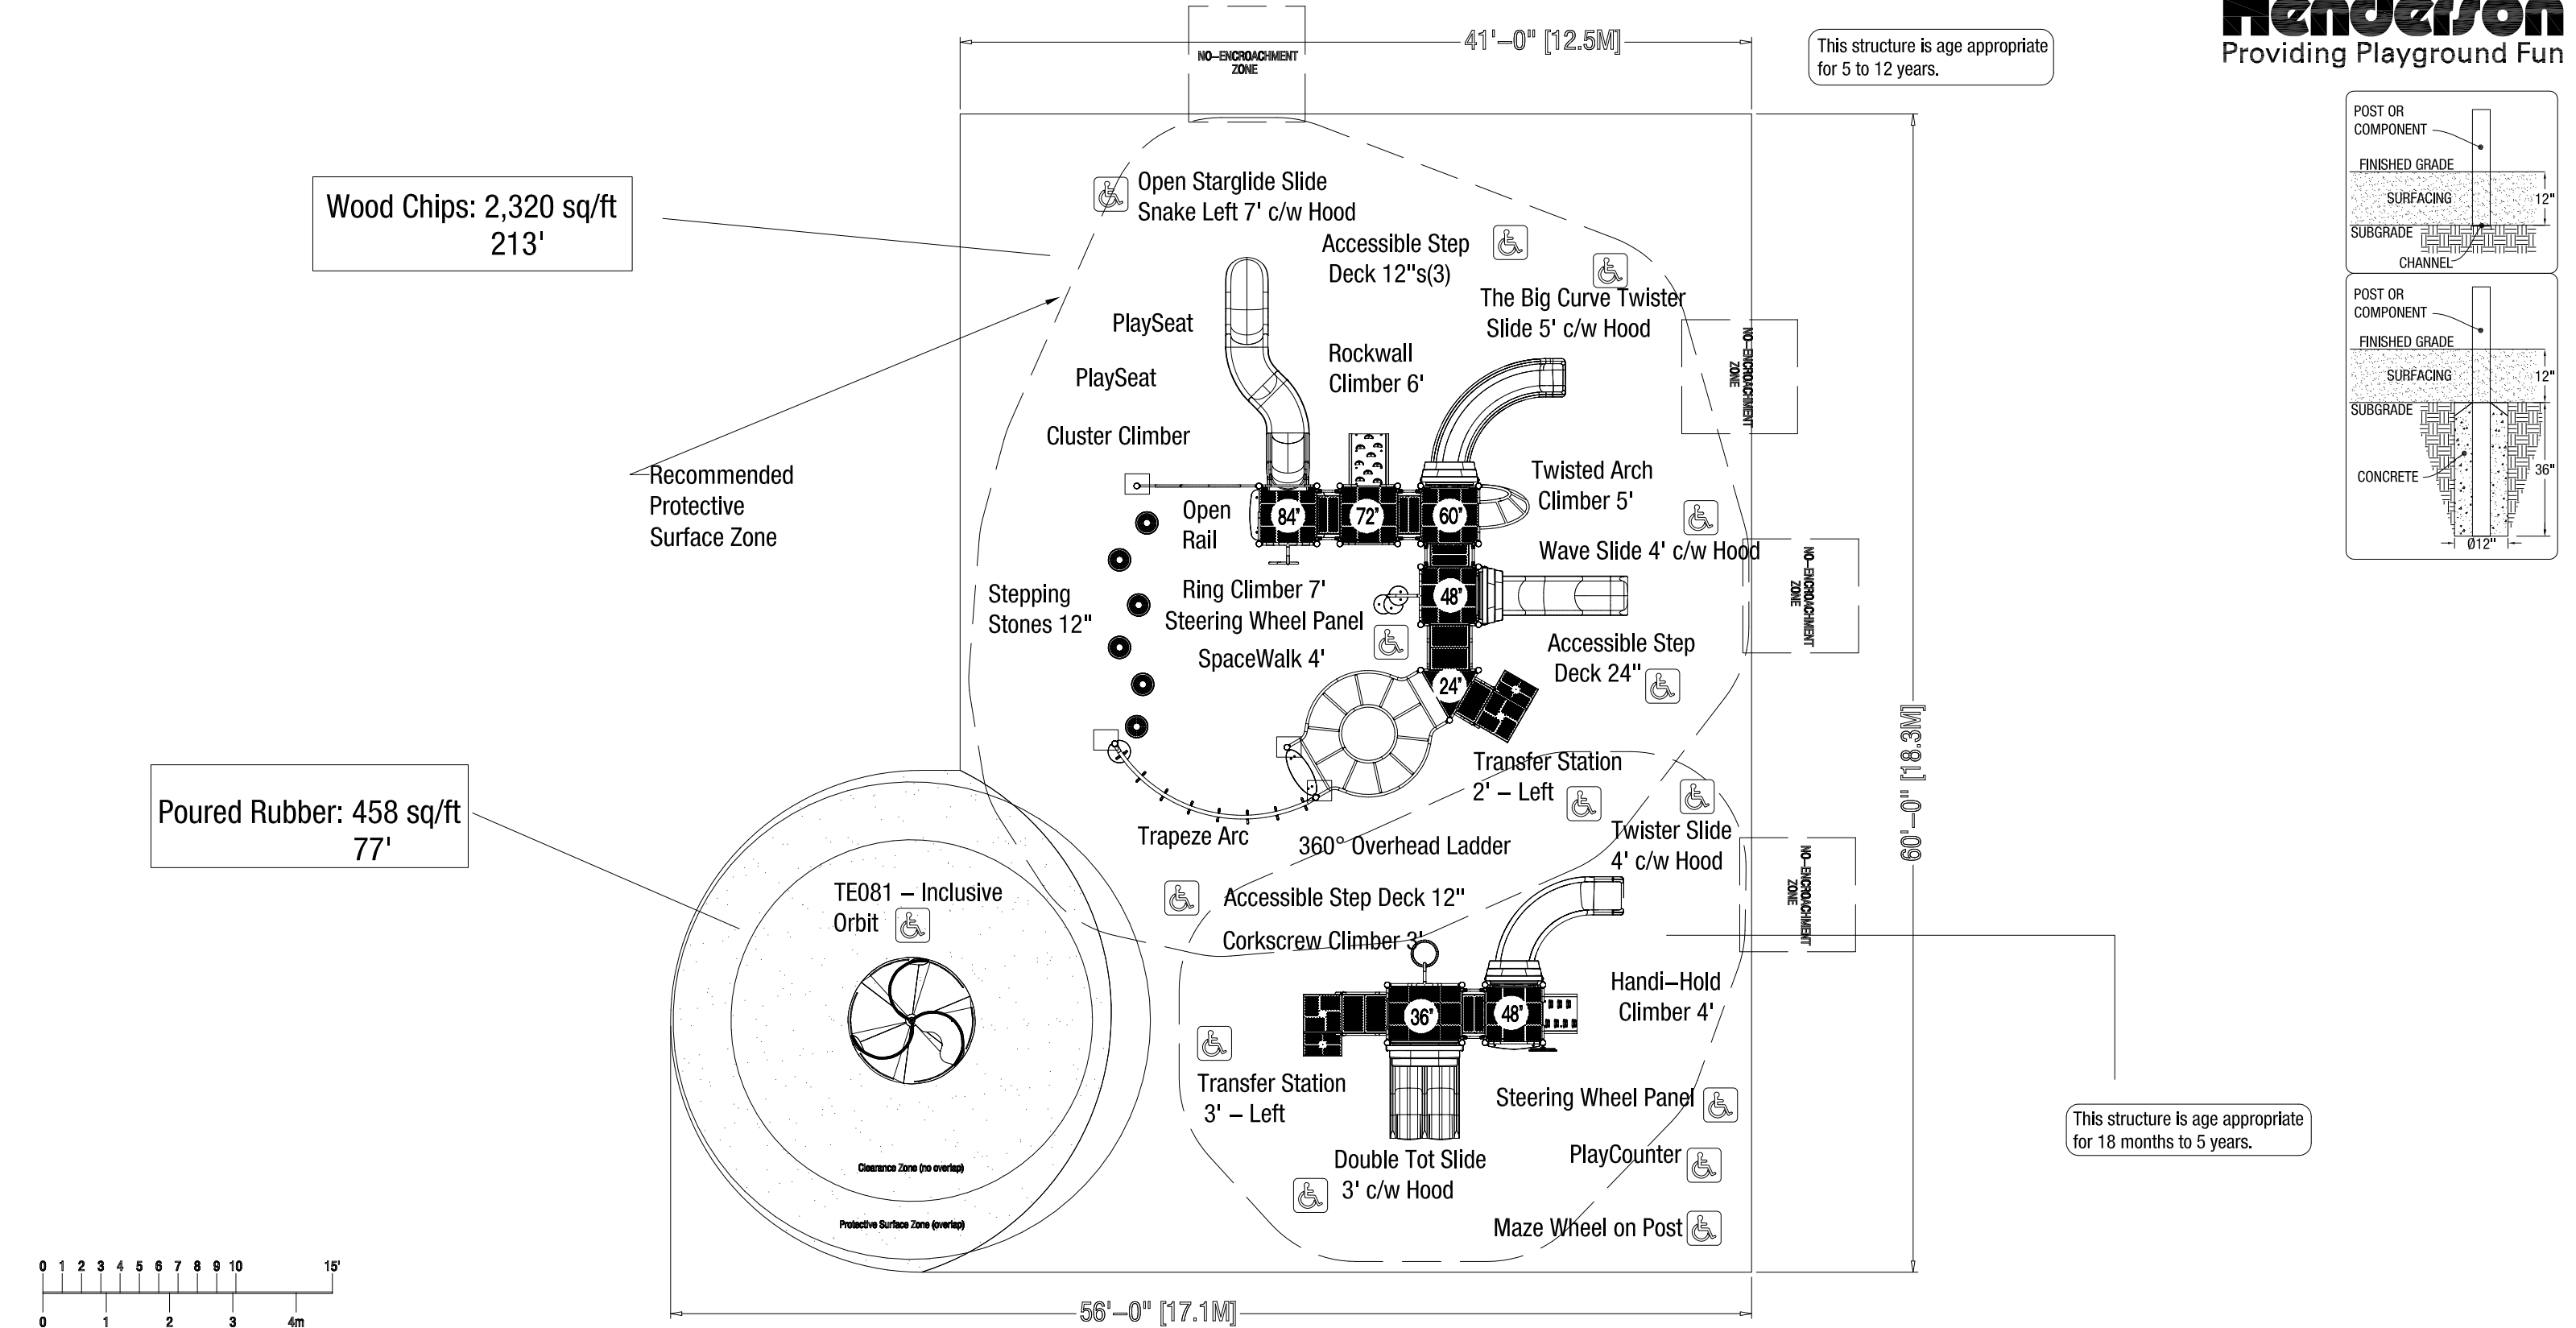 Henderson
Providing Playground Fun
41'–0" [12.5M]
NO–ENCROACHMENT
ZONE
This structure is age appropriate
for 5 to 12 years.
POST OR
COMPONENT
FINISHED GRADE
SURFACING
12"
SUBGRADE
CHANNEL
POST OR
COMPONENT
FINISHED GRADE
SURFACING
12"
SUBGRADE
CONCRETE
36"
Ø12"
Wood Chips: 2,320 sq/ft
213'
Open Starglide Slide
Snake Left 7' c/w Hood
Accessible Step
Deck 12"s(3)
The Big Curve Twister
Slide 5' c/w Hood
PlaySeat
Rockwall
Climber 6'
NO–ENCROACHMENT
ZONE
PlaySeat
Cluster Climber
Recommended
Protective
Surface Zone
Open
Rail
84"
72"
60"
Twisted Arch
Climber 5'
Wave Slide 4' c/w Hood
NO–ENCROACHMENT
ZONE
Stepping
Stones 12"
Ring Climber 7'
Steering Wheel Panel
SpaceWalk 4'
48"
Accessible Step
Deck 24"
24"
60'–0" [18.3M]
Poured Rubber: 458 sq/ft
77'
Transfer Station
2' – Left
Trapeze Arc
360° Overhead Ladder
Twister Slide
4' c/w Hood
NO–ENCROACHMENT
ZONE
TE081 – Inclusive
Orbit
Accessible Step Deck 12"
Corkscrew Climber 3'
Handi–Hold
Climber 4'
36"
48"
Transfer Station
3' – Left
Steering Wheel Panel
This structure is age appropriate
for 18 months to 5 years.
Double Tot Slide
3' c/w Hood
PlayCounter
Clearance Zone (no overlap)
Protective Surface Zone (overlap)
Maze Wheel on Post
0 1 2 3 4 5 6 7 8 9 10 15'
0 1 2 3 4m
56'–0" [17.1M]